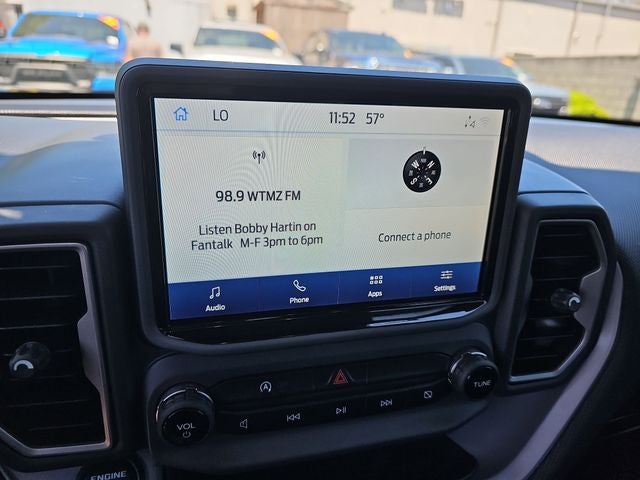 LO 11:52 57°
98.9 WTMZ FM
Listen Bobby Hartin on
Fantalk M-F 3pm to 6pm
Connect a phone
Audio Phone Apps Settings
VOL
TUNE
ENGINE